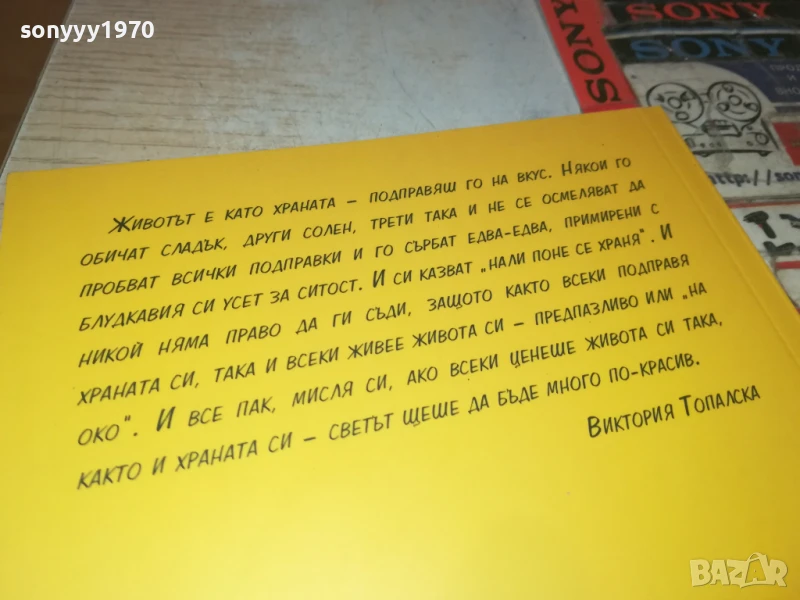 sonyyy1970
SONY
SONY
SONY
http://son
Животът е като храната – подправяш го на вкус. Някои го
обичат сладък, други солен, трети така и не се осмеляват да
пробват всички подправки и го сърбат едва-едва, примирени с
блудкавия си усет за ситост. И си казват „нали поне се храня". И
никой няма право да ги съди, защото както всеки подправя
храната си, така и всеки живее живота си – предпазливо или „на
око". И все пак, мисля си, ако всеки ценеше живота си така,
както и храната си – светът щеше да бъде много по-красив.
Виктория Топалска
BAZAR